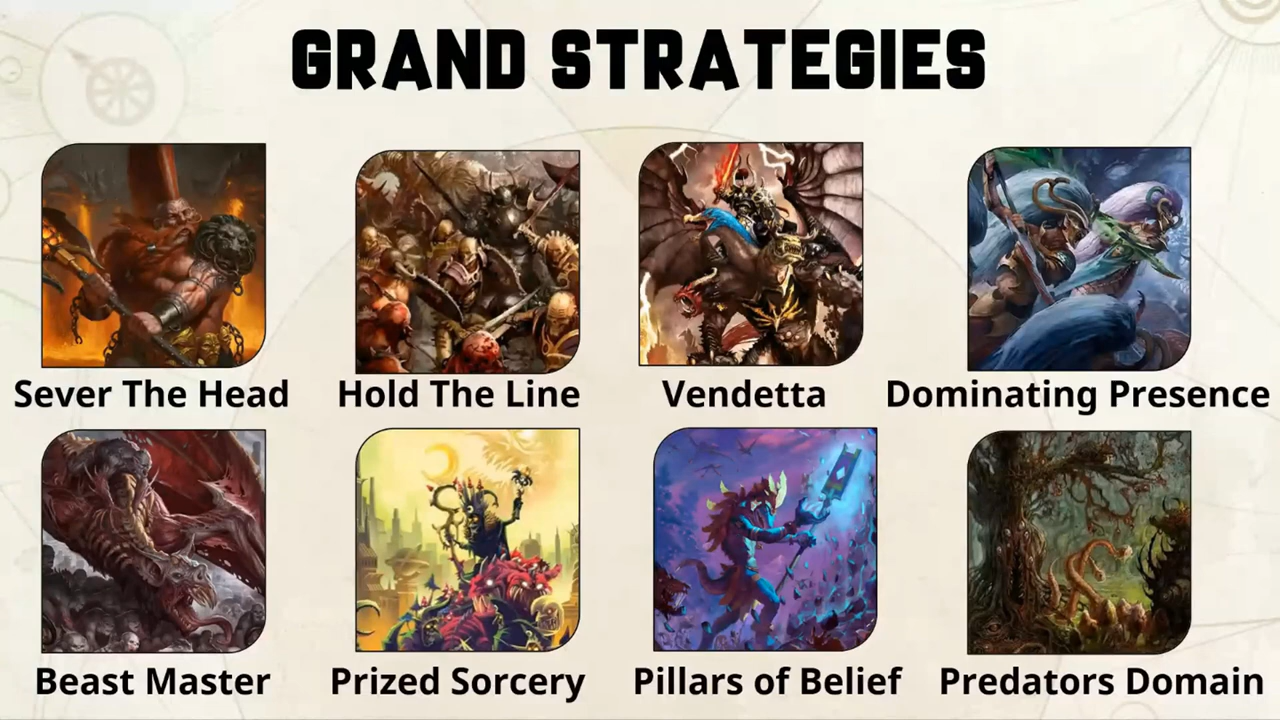 GRAND STRATEGIES
Sever The Head
Hold The Line
Vendetta
Dominating Presence
Beast Master
Prized Sorcery
Pillars of Belief
Predators Domain